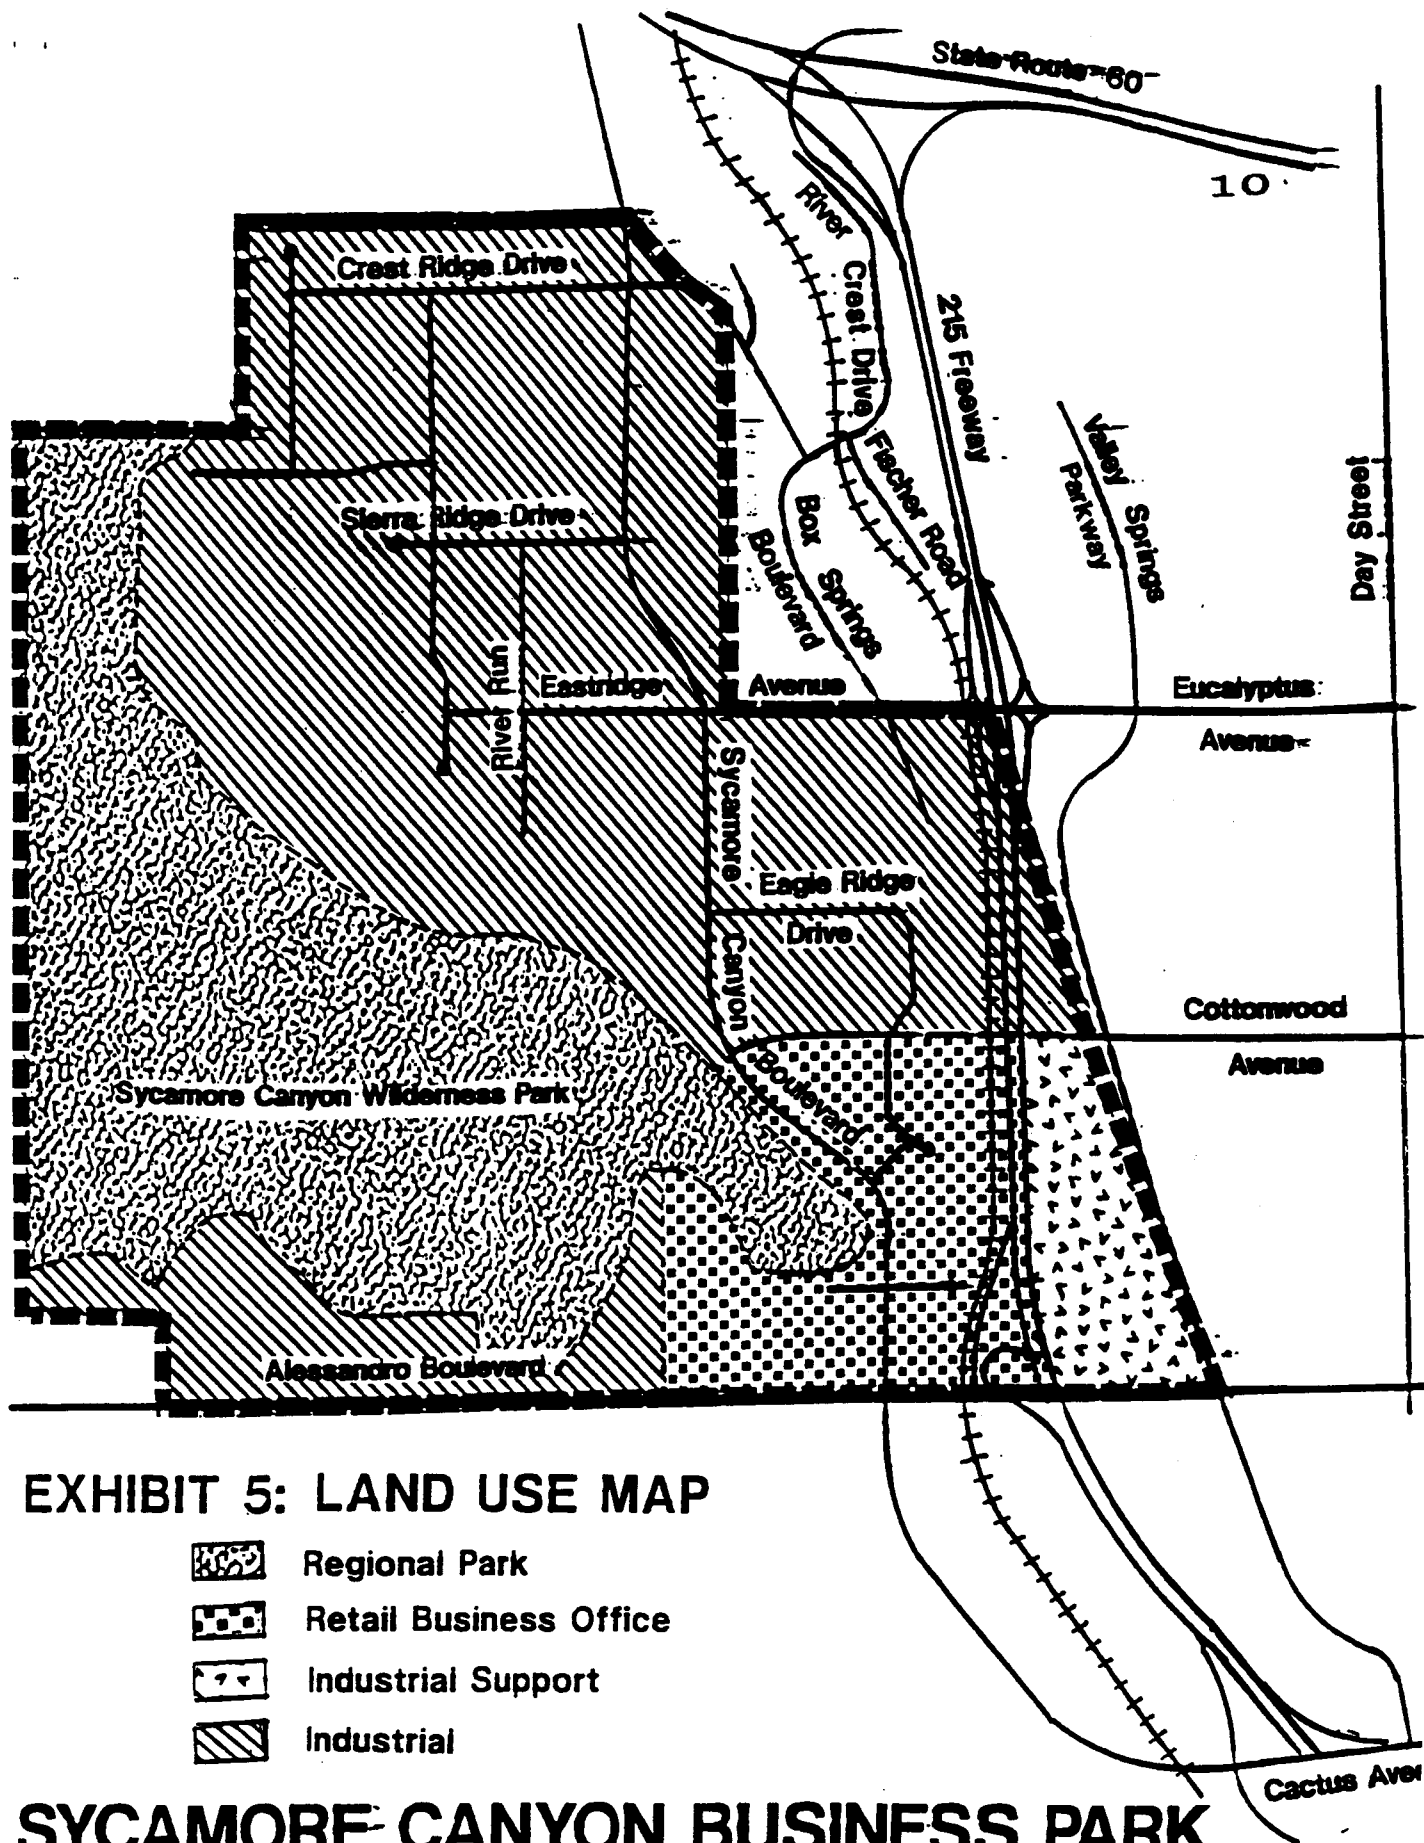 State Route 60
10
River
Crest Drive
Crest Ridge Drive
215 Freeway
Valley Springs
Parkway
Fischer Road
Day Street
Box Springs
Boulevard
Sierra Ridge Drive
River Run
Eastridge Avenue
Eucalyptus
Avenue
Sycamore
Canyon
Boulevard
Eagle Ridge
Drive
Cottonwood
Avenue
Sycamore Canyon Wilderness Park
Alessandro Boulevard
EXHIBIT 5: LAND USE MAP
Regional Park
Retail Business Office
Industrial Support
Industrial
Cactus Aver
SYCAMORE CANYON BUSINESS PARK